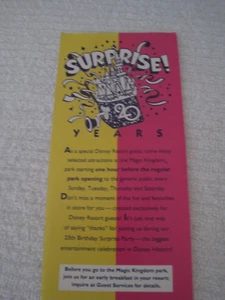 SURPRISE!
20
YEARS
As a special Disney Resort guest, come enjoy
selected attractions at the Magic Kingdom
park starting one hour before the regular
park opening to the general public every
Sunday, Tuesday, Thursday and Saturday.
Don't miss a moment of the fun and festivities
in store for you — created exclusively for
Disney Resort guests! It's just our way
of saying "thanks" for joining us during our
20th Birthday Surprise Party — the biggest
entertainment celebration in Disney history!
Before you go to the Magic Kingdom park,
join us for an early breakfast in your resort.
Inquire at Guest Services for details.